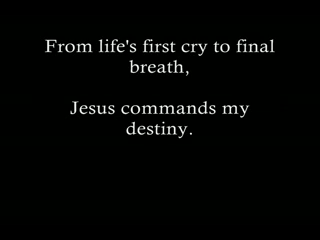 From life's first cry to final
breath,
Jesus commands my
destiny.